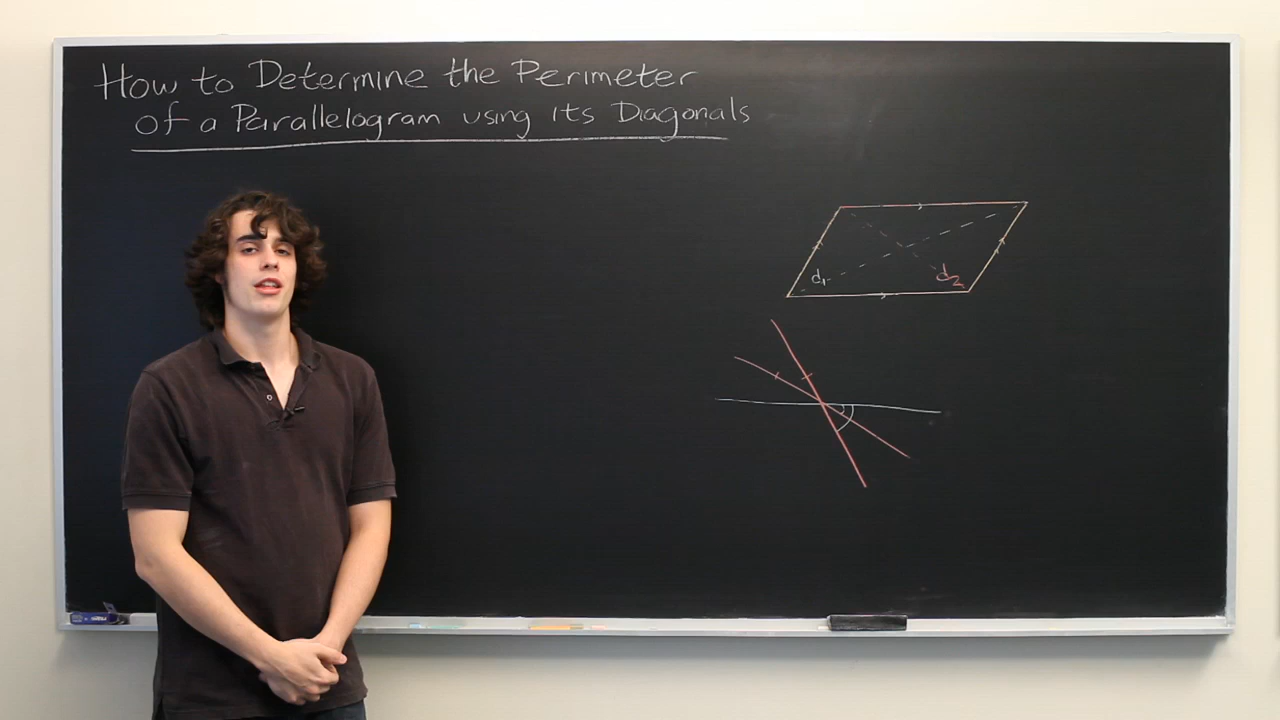 How to Determine the Perimeter
of a Parallelogram using its Diagonals
d₁
d₂